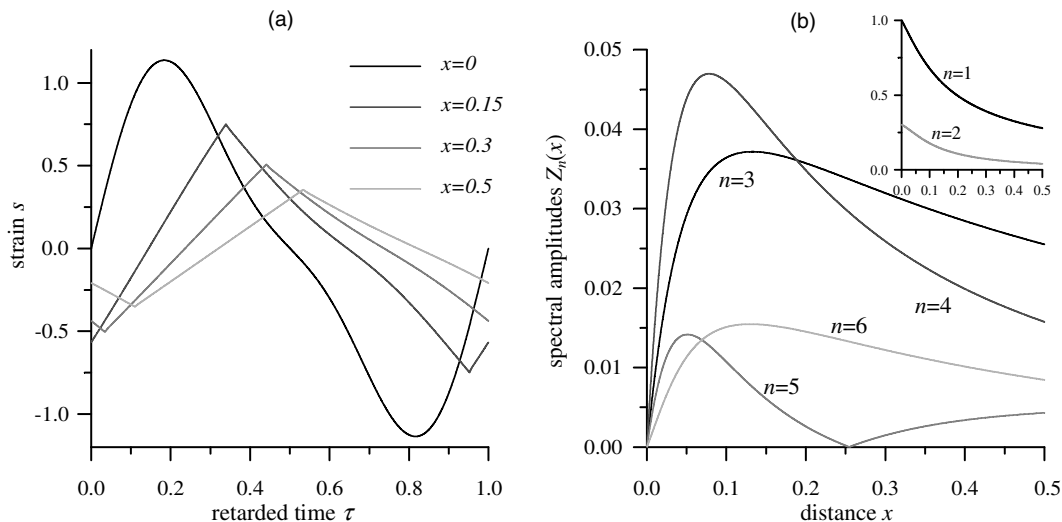 (a)
1.0
0.5
0.0
-0.5
-1.0
strain s
0.0 0.2 0.4 0.6 0.8 1.0
retarded time τ
x=0
x=0.15
x=0.3
x=0.5
(b)
0.05
0.04
0.03
0.02
0.01
0.00
spectral amplitudes Zn(x)
0.0 0.1 0.2 0.3 0.4 0.5
distance x
n=3
n=4
n=6
n=5
1.0
0.5
0.0
0.0 0.1 0.2 0.3 0.4 0.5
n=1
n=2